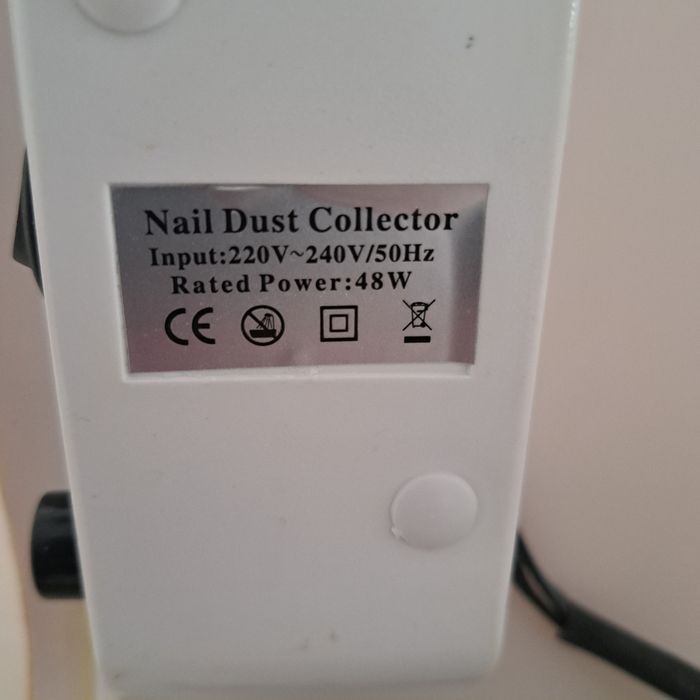 Nail Dust Collector
Input:220V~240V/50Hz
Rated Power:48W
CE